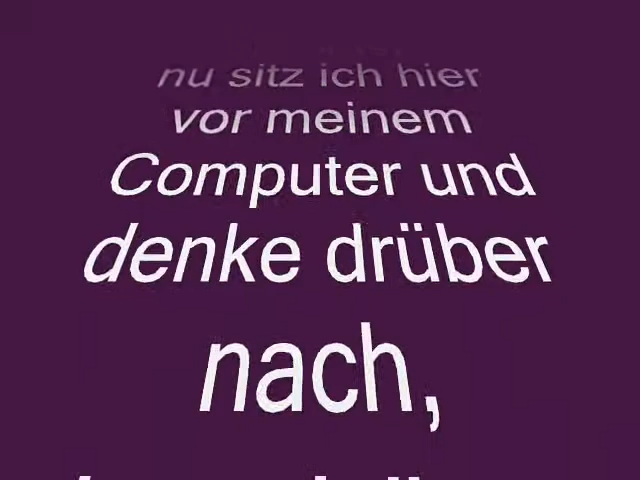 nu sitz ich hier
vor meinem
Computer und
denke drüber
nach,